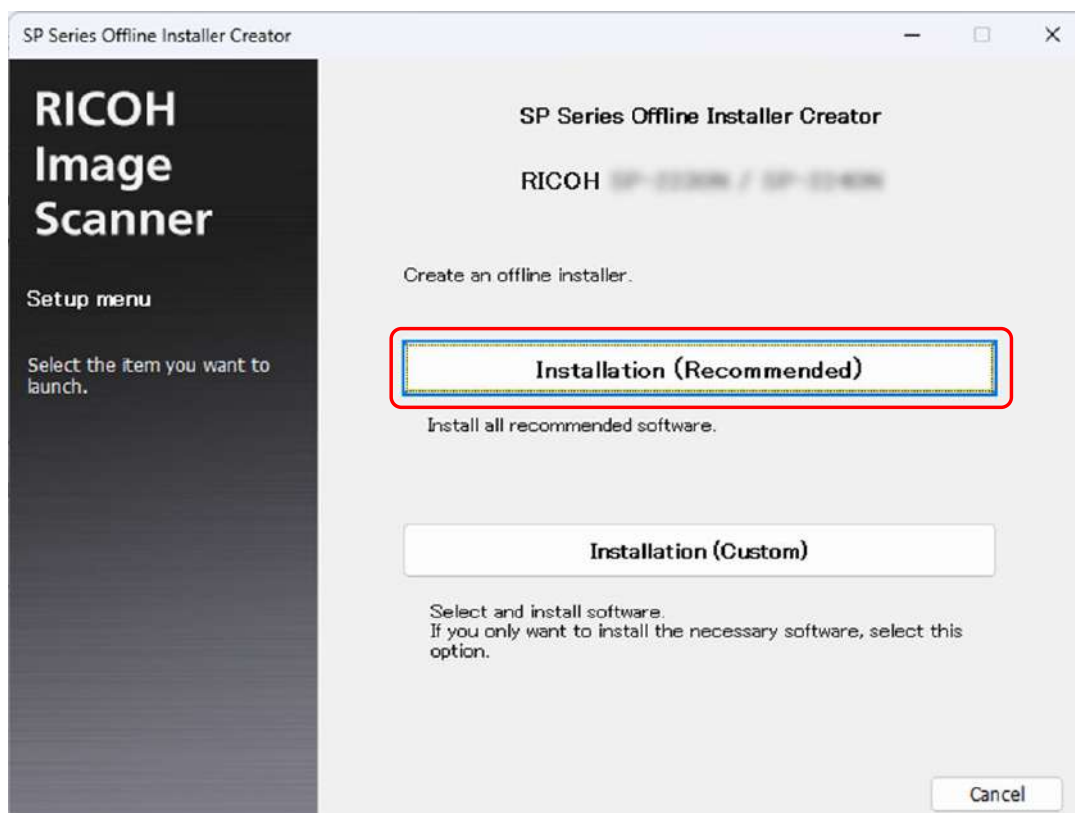 SP Series Offline Installer Creator
RICOH
Image
Scanner
Setup menu
Select the item you want to
launch.
SP Series Offline Installer Creator
RICOH
Create an offline installer.
Installation (Recommended)
Install all recommended software.
Installation (Custom)
Select and install software.
If you only want to install the necessary software, select this
option.
Cancel